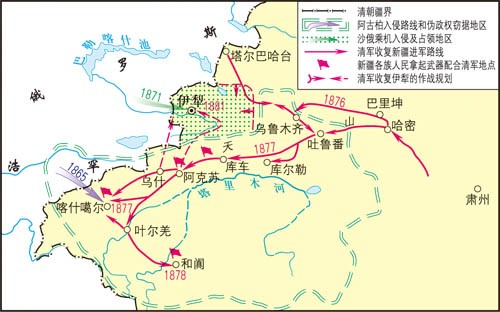 清朝疆界
阿古柏入侵路线和伪政权窃据地区
沙俄乘机入侵及占领地区
清军收复新疆进军路线
新疆各族人民拿起武器配合清军地点
清军收复伊犁的作战规划
巴勒喀什池
俄
罗
斯
塔尔巴哈台
1871
伊犁
1881
1876
巴里坤
乌鲁木齐
山
哈密
吐鲁番
浩
罕
天
1877
1865
乌什
阿克苏
库车
库尔勒
塔里木河
肃州
喀什噶尔
1877
叶尔羌
和阗
1878